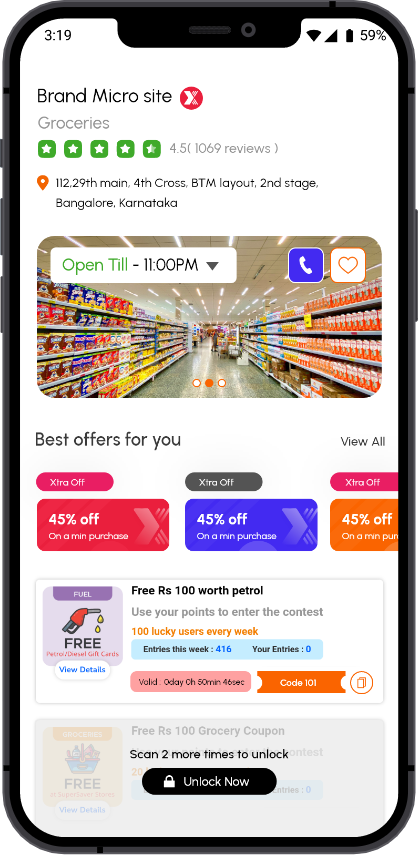 3:19
59%
Brand Micro site
Groceries
4.5( 1069 reviews )
112,29th main, 4th Cross, BTM layout, 2nd stage,
Bangalore, Karnataka
Open Till - 11:00PM
Best offers for you
View All
Xtra Off
Xtra Off
Xtra Off
45% off
On a min purchase
45% off
On a min purchase
45% off
On a min pur
FUEL
FREE
Petrol/Diesel Gift Cards
View Details
Free Rs 100 worth petrol
Use your points to enter the contest
100 lucky users every week
Entries this week : 416
Your Entries : 0
Valid : 0day 0h 50min 46sec
Code 101
GROCERIES
FREE
View Details
Free Rs 100 Grocery Coupon
contest
Scan 2 more times to unlock
20
Unlock Now
Entries : 0